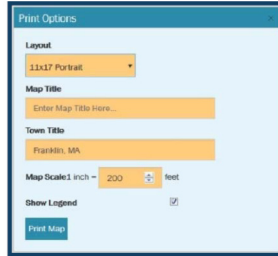 Print Options
Layout
11x17 Portrait
Map Title
Enter Map Title Here...
Town Title
Franklin, MA
Map Scale1 inch = 200 feet
Show Legend
Print Map